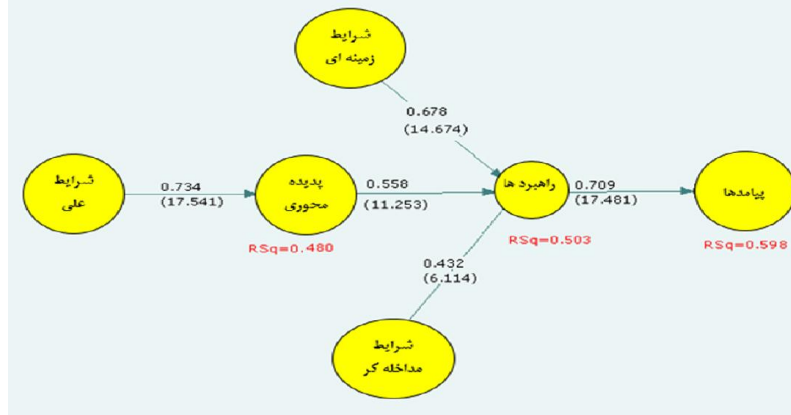 شرایط
زمینه ای
0.678
(14.674)
شرایط
علی
0.734
(17.541)
پدیده
محوری
RSq=0.480
0.558
(11.253)
راهبرد ها
RSq=0.503
0.709
(17.481)
پیامدها
RSq=0.598
0.432
(6.114)
شرایط
مداخله کر